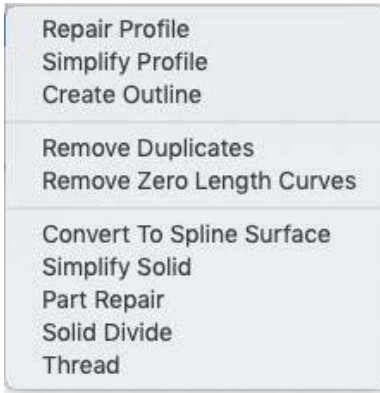 Repair Profile
Simplify Profile
Create Outline
Remove Duplicates
Remove Zero Length Curves
Convert To Spline Surface
Simplify Solid
Part Repair
Solid Divide
Thread